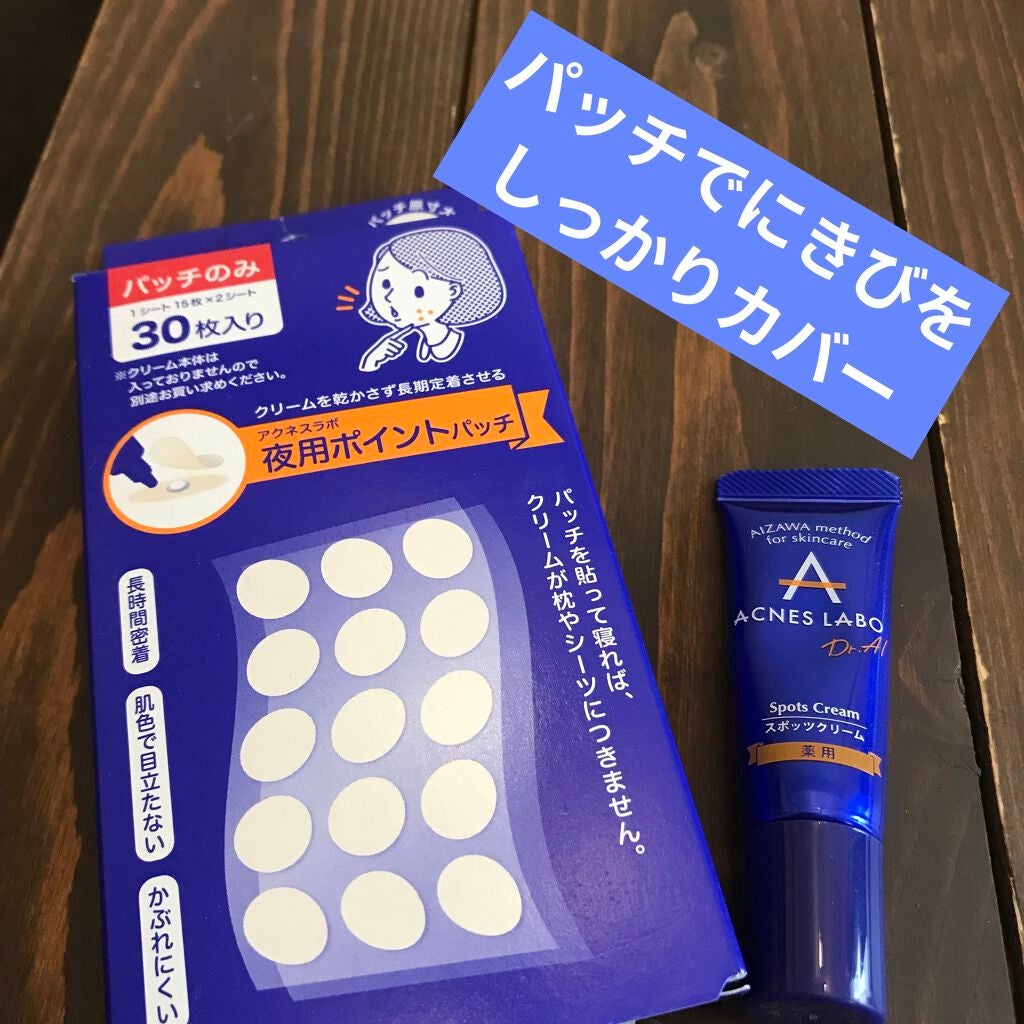 パッチでにきびを
しっかりカバー
パッチ原寸大
パッチのみ
1シート15枚×2シート
30枚入り
※クリーム本体は
入っておりませんので
別途お買い求めください。
クリームを乾かさず長期定着させる
アクネスラボ
夜用ポイントパッチ
パッチを貼って寝れば、
クリームが枕やシーツにつきません。
長時間密着
肌色で目立たない
かぶれにくい
AIZAWA method
for skincare
A
ACNES LABO
Dr.AI
Spots Cream
スポッツクリーム
薬用